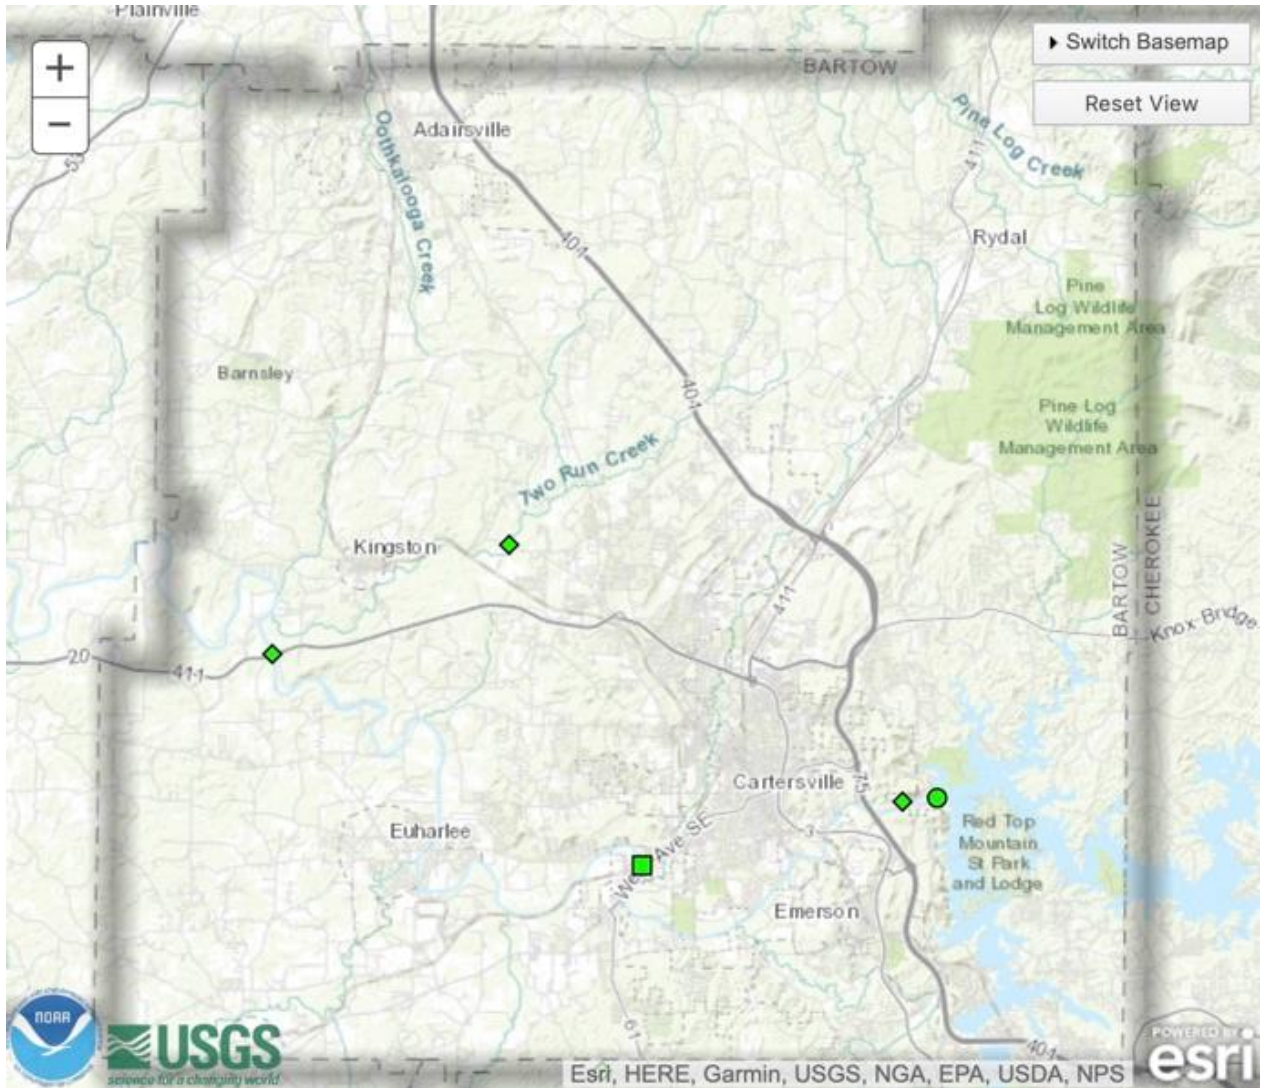 Plainville
+
−
Switch Basemap
Reset View
BARTOW
Adairsville
Oothkalooga Creek
Pine Log Creek
411
401
Rydal
Pine
Log Wildlife
Management Area
Barnsley
401
Pine Log
Wildlife
Management Area
Two Run Creek
Kingston
BARTOW
CHEROKEE
Knox Bridge
411
20
411
Cartersville
75
Euharlee
Ave SE
3
Red Top
Mountain
St Park
and Lodge
Emerson
61
401
NOAA
USGS
science for a changing world
POWERED BY
esri
Esri, HERE, Garmin, USGS, NGA, EPA, USDA, NPS